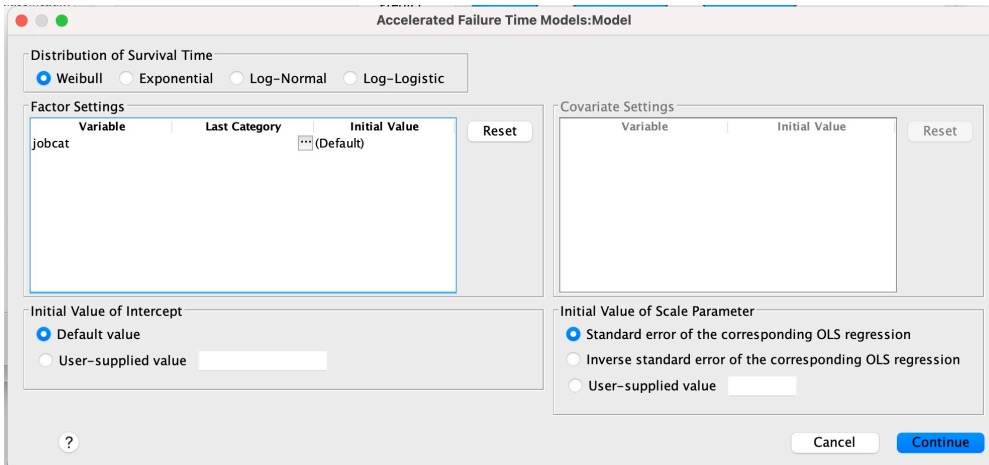 Accelerated Failure Time Models:Model
Distribution of Survival Time
Weibull Exponential Log-Normal Log-Logistic
Factor Settings
Variable Last Category Initial Value
jobcat ... (Default)
Reset
Covariate Settings
Variable Initial Value
Reset
Initial Value of Intercept
Default value
User-supplied value
Initial Value of Scale Parameter
Standard error of the corresponding OLS regression
Inverse standard error of the corresponding OLS regression
User-supplied value
? Cancel Continue